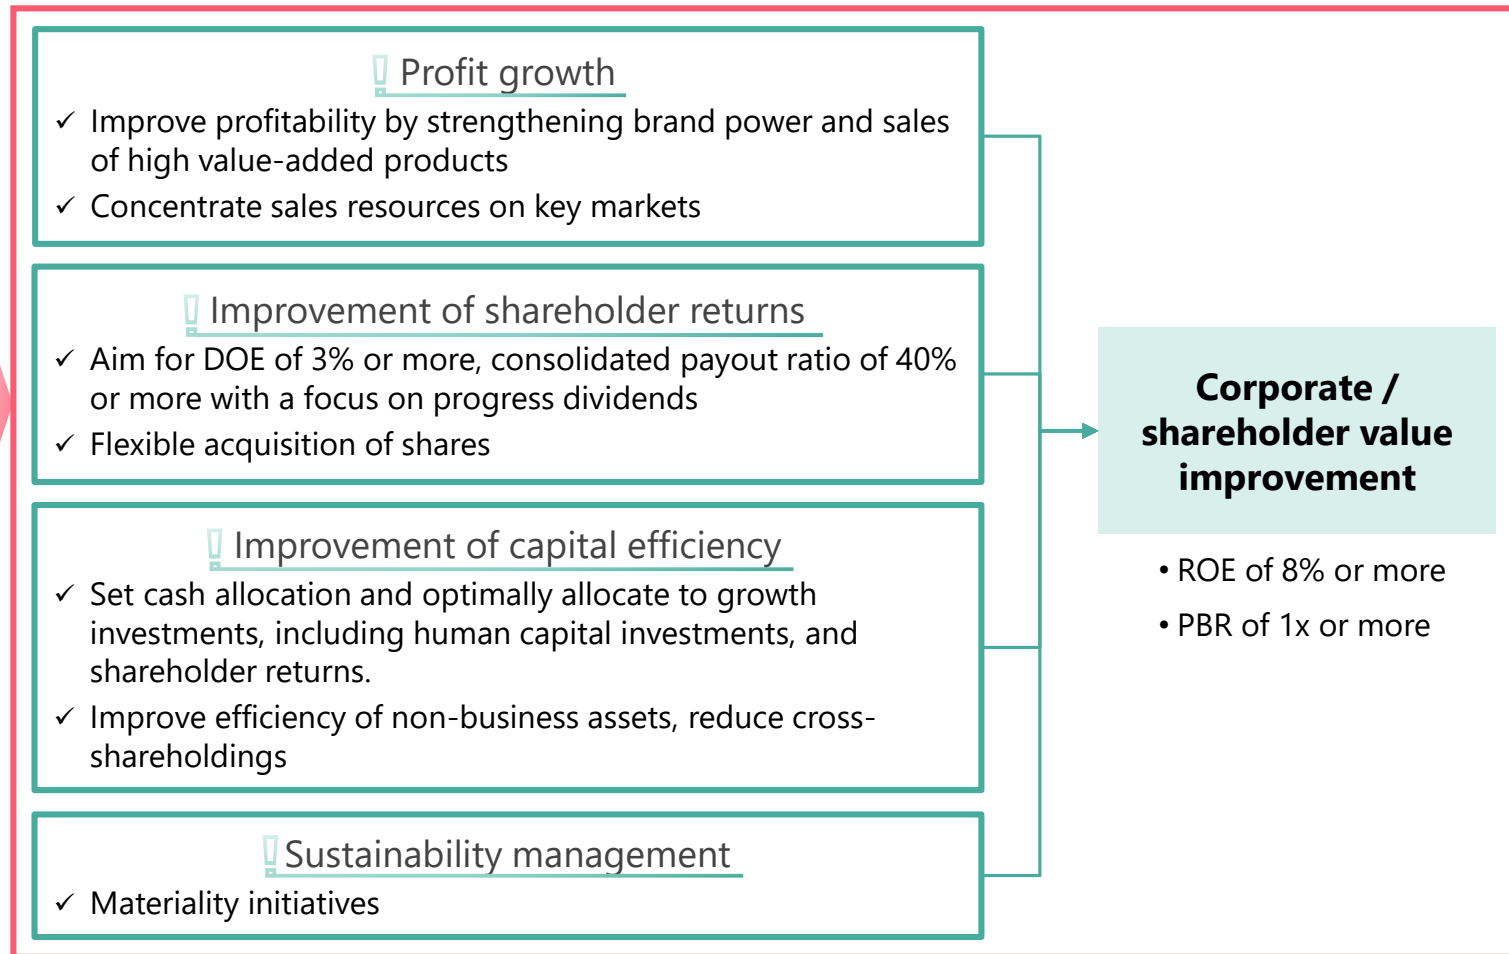 Profit growth
✓ Improve profitability by strengthening brand power and sales
of high value-added products
✓ Concentrate sales resources on key markets
Improvement of shareholder returns
✓ Aim for DOE of 3% or more, consolidated payout ratio of 40%
or more with a focus on progress dividends
✓ Flexible acquisition of shares
Improvement of capital efficiency
✓ Set cash allocation and optimally allocate to growth
investments, including human capital investments, and
shareholder returns.
✓ Improve efficiency of non-business assets, reduce cross-
shareholdings
Sustainability management
✓ Materiality initiatives
Corporate /
shareholder value
improvement
• ROE of 8% or more
• PBR of 1x or more